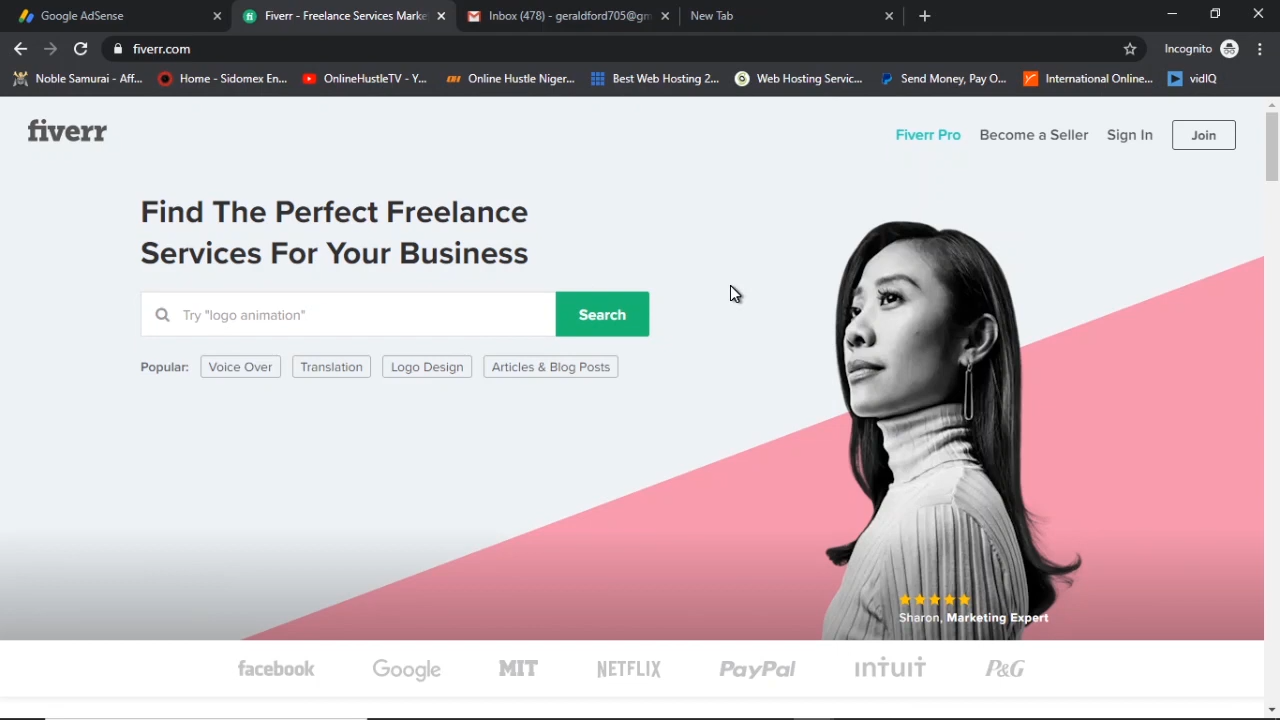 Google AdSense
Fiverr - Freelance Services Marke
Inbox (478) - geraldford705@gm
New Tab
fiverr.com
Incognito
Noble Samurai - Aff...
Home - Sidomex En...
OnlineHustleTV - Y...
Online Hustle Niger...
Best Web Hosting 2...
Web Hosting Servic...
Send Money, Pay O...
International Online...
vidIQ
fiverr
Fiverr Pro
Become a Seller
Sign In
Join
Find The Perfect Freelance
Services For Your Business
Try "logo animation"
Search
Popular:
Voice Over
Translation
Logo Design
Articles & Blog Posts
Sharon, Marketing Expert
facebook
Google
MIT
NETFLIX
PayPal
intuit
P&G